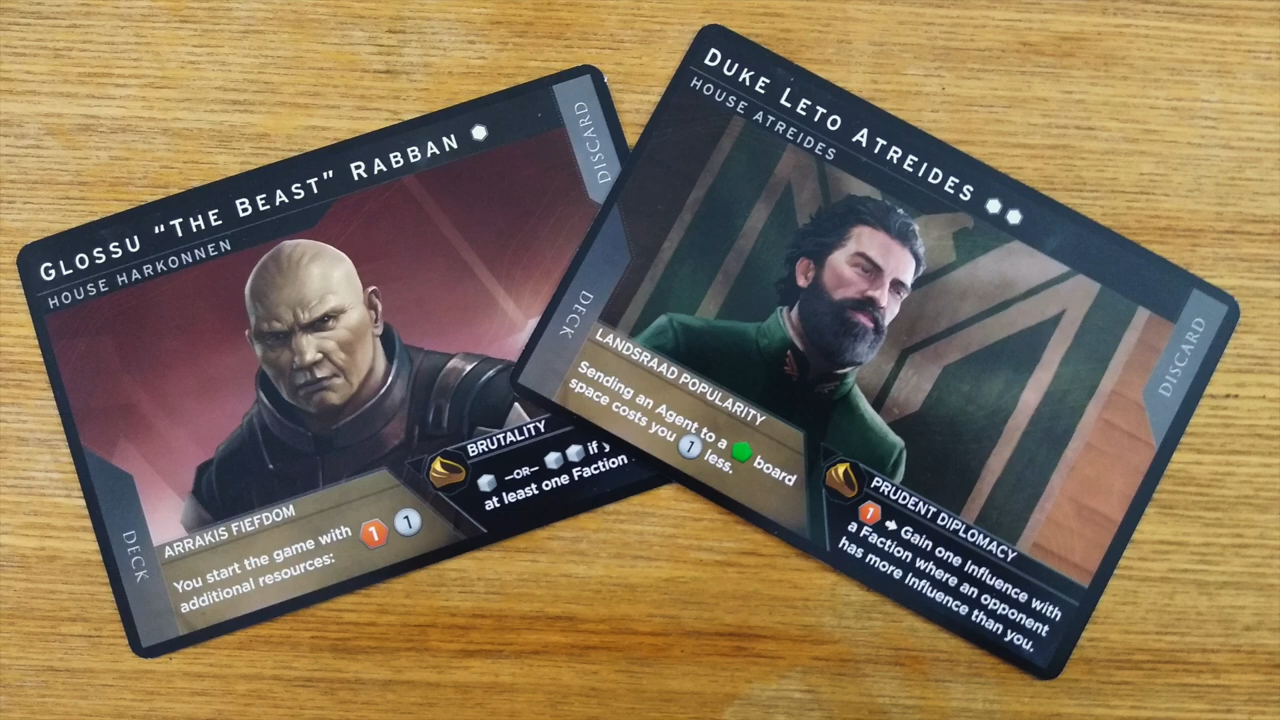 GLOSSU "THE BEAST" RABBAN
HOUSE HARKONNEN
DISCARD
DECK
ARRAKIS FIEFDOM
You start the game with 1 1
additional resources:
BRUTALITY
–OR– if
at least one Faction
DUKE LETO ATREIDES
HOUSE ATREIDES
DISCARD
DECK
LANDSRAAD POPULARITY
Sending an Agent to a board
space costs you 1 less.
PRUDENT DIPLOMACY
1 → Gain one Influence with
a Faction where an opponent
has more Influence than you.